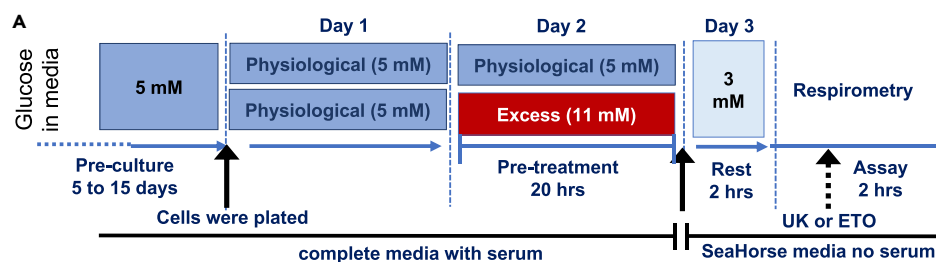 A
Day 1
Day 2
Day 3
Glucose
in media
5 mM
Physiological (5 mM)
Physiological (5 mM)
Physiological (5 mM)
Excess (11 mM)
3
mM
Respirometry
Pre-culture
5 to 15 days
Pre-treatment
20 hrs
Rest
2 hrs
Assay
2 hrs
Cells were plated
UK or ETO
complete media with serum
SeaHorse media no serum